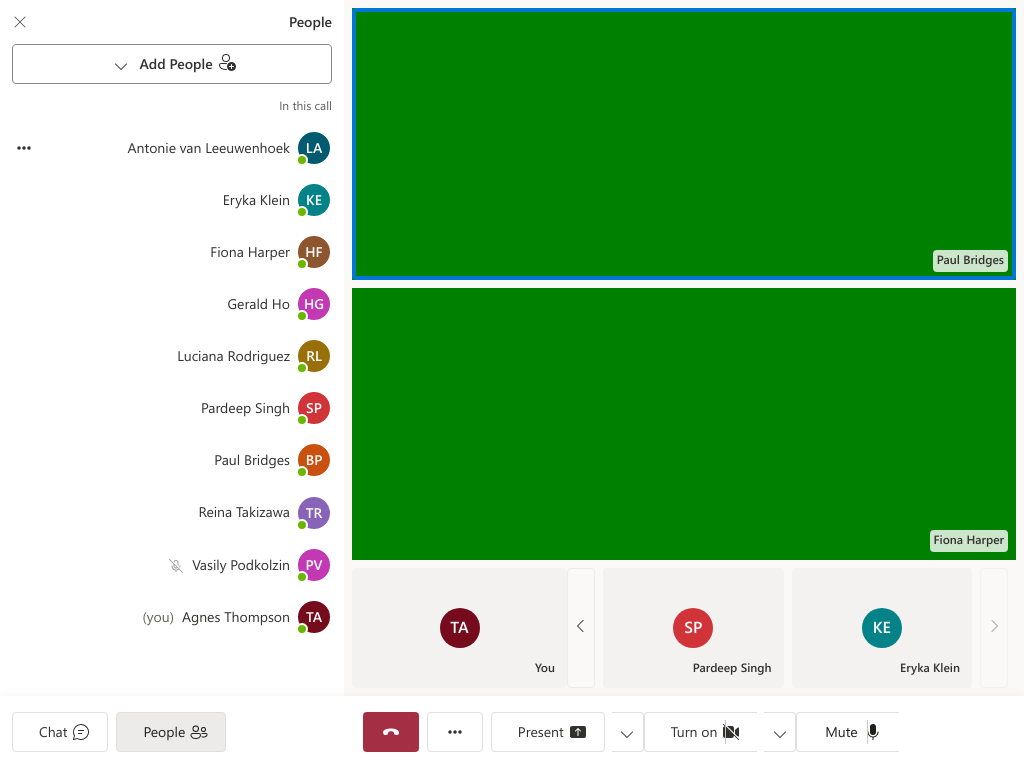 People
Add People
In this call
Antonie van Leeuwenhoek LA
Eryka Klein KE
Fiona Harper HF
Gerald Ho HG
Luciana Rodriguez RL
Pardeep Singh SP
Paul Bridges BP
Reina Takizawa TR
Vasily Podkolzin PV
(you) Agnes Thompson TA
Paul Bridges
Fiona Harper
TA
You
SP
Pardeep Singh
KE
Eryka Klein
Chat
People
Present
Turn on
Mute